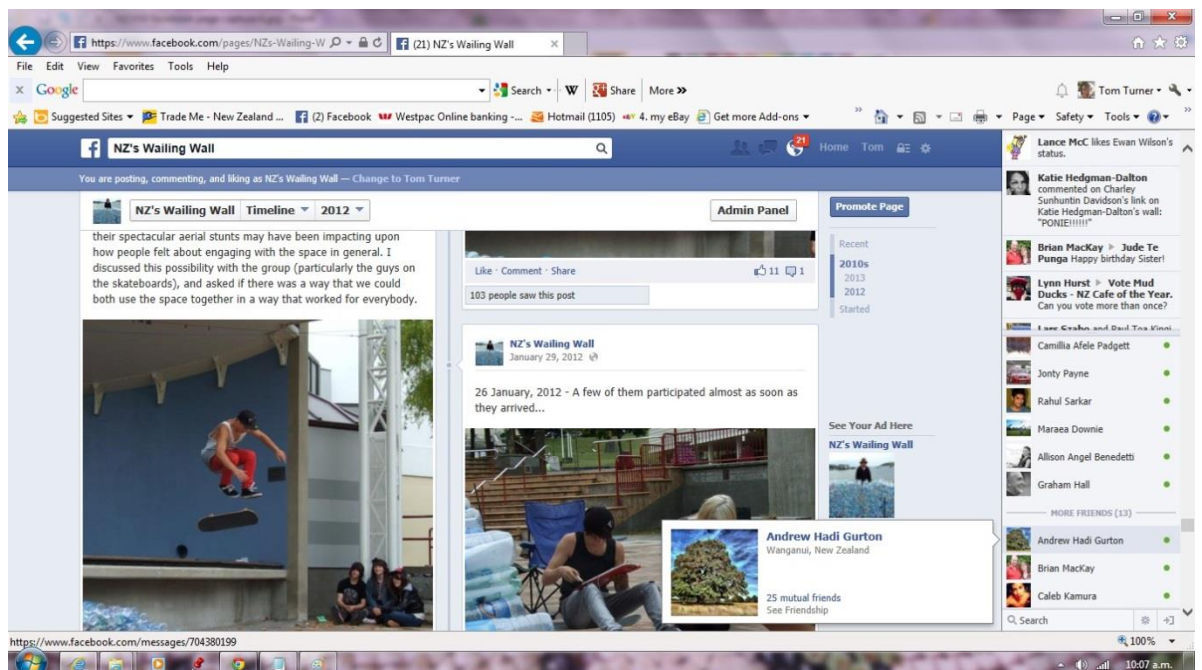 https://www.facebook.com/pages/NZs-Wailing-W
(21) NZ's Wailing Wall
File Edit View Favorites Tools Help
x Google
Search
W
Share
More »
Tom Turner
Suggested Sites
Trade Me - New Zealand ...
(2) Facebook
Westpac Online banking -...
Hotmail (1105)
4. my eBay
Get more Add-ons
Page
Safety
Tools
NZ's Wailing Wall
21
Home Tom
You are posting, commenting, and liking as NZ's Wailing Wall — Change to Tom Turner
NZ's Wailing Wall Timeline 2012
Admin Panel
their spectacular aerial stunts may have been impacting upon
how people felt about engaging with the space in general. I
discussed this possibility with the group (particularly the guys on
the skateboards), and asked if there was a way that we could
both use the space together in a way that worked for everybody.
Like · Comment · Share
11 1
103 people saw this post
NZ's Wailing Wall
January 29, 2012
26 January, 2012 - A few of them participated almost as soon as
they arrived...
Promote Page
Recent
2010s
2013
2012
Started
See Your Ad Here
NZ's Wailing Wall
Andrew Hadi Gurton
Wanganui, New Zealand
25 mutual friends
See Friendship
Lance McC likes Ewan Wilson's
status.
Katie Hedgman-Dalton
commented on Charley
Sunhuntin Davidson's link on
Katie Hedgman-Dalton's wall:
"PONIE!!!!!!"
Brian MacKay Jude Te
Punga Happy birthday Sister!
Lynn Hurst Vote Mud
Ducks - NZ Cafe of the Year.
Can you vote more than once?
Lars Szabo and Paul Toa Kingi
Camillia Afele Padgett
Jonty Payne
Rahul Sarkar
Maraea Downie
Allison Angel Benedetti
Graham Hall
MORE FRIENDS (13)
Andrew Hadi Gurton
Brian MacKay
Caleb Kamura
Search
https://www.facebook.com/messages/704380199
100%
10:07 a.m.